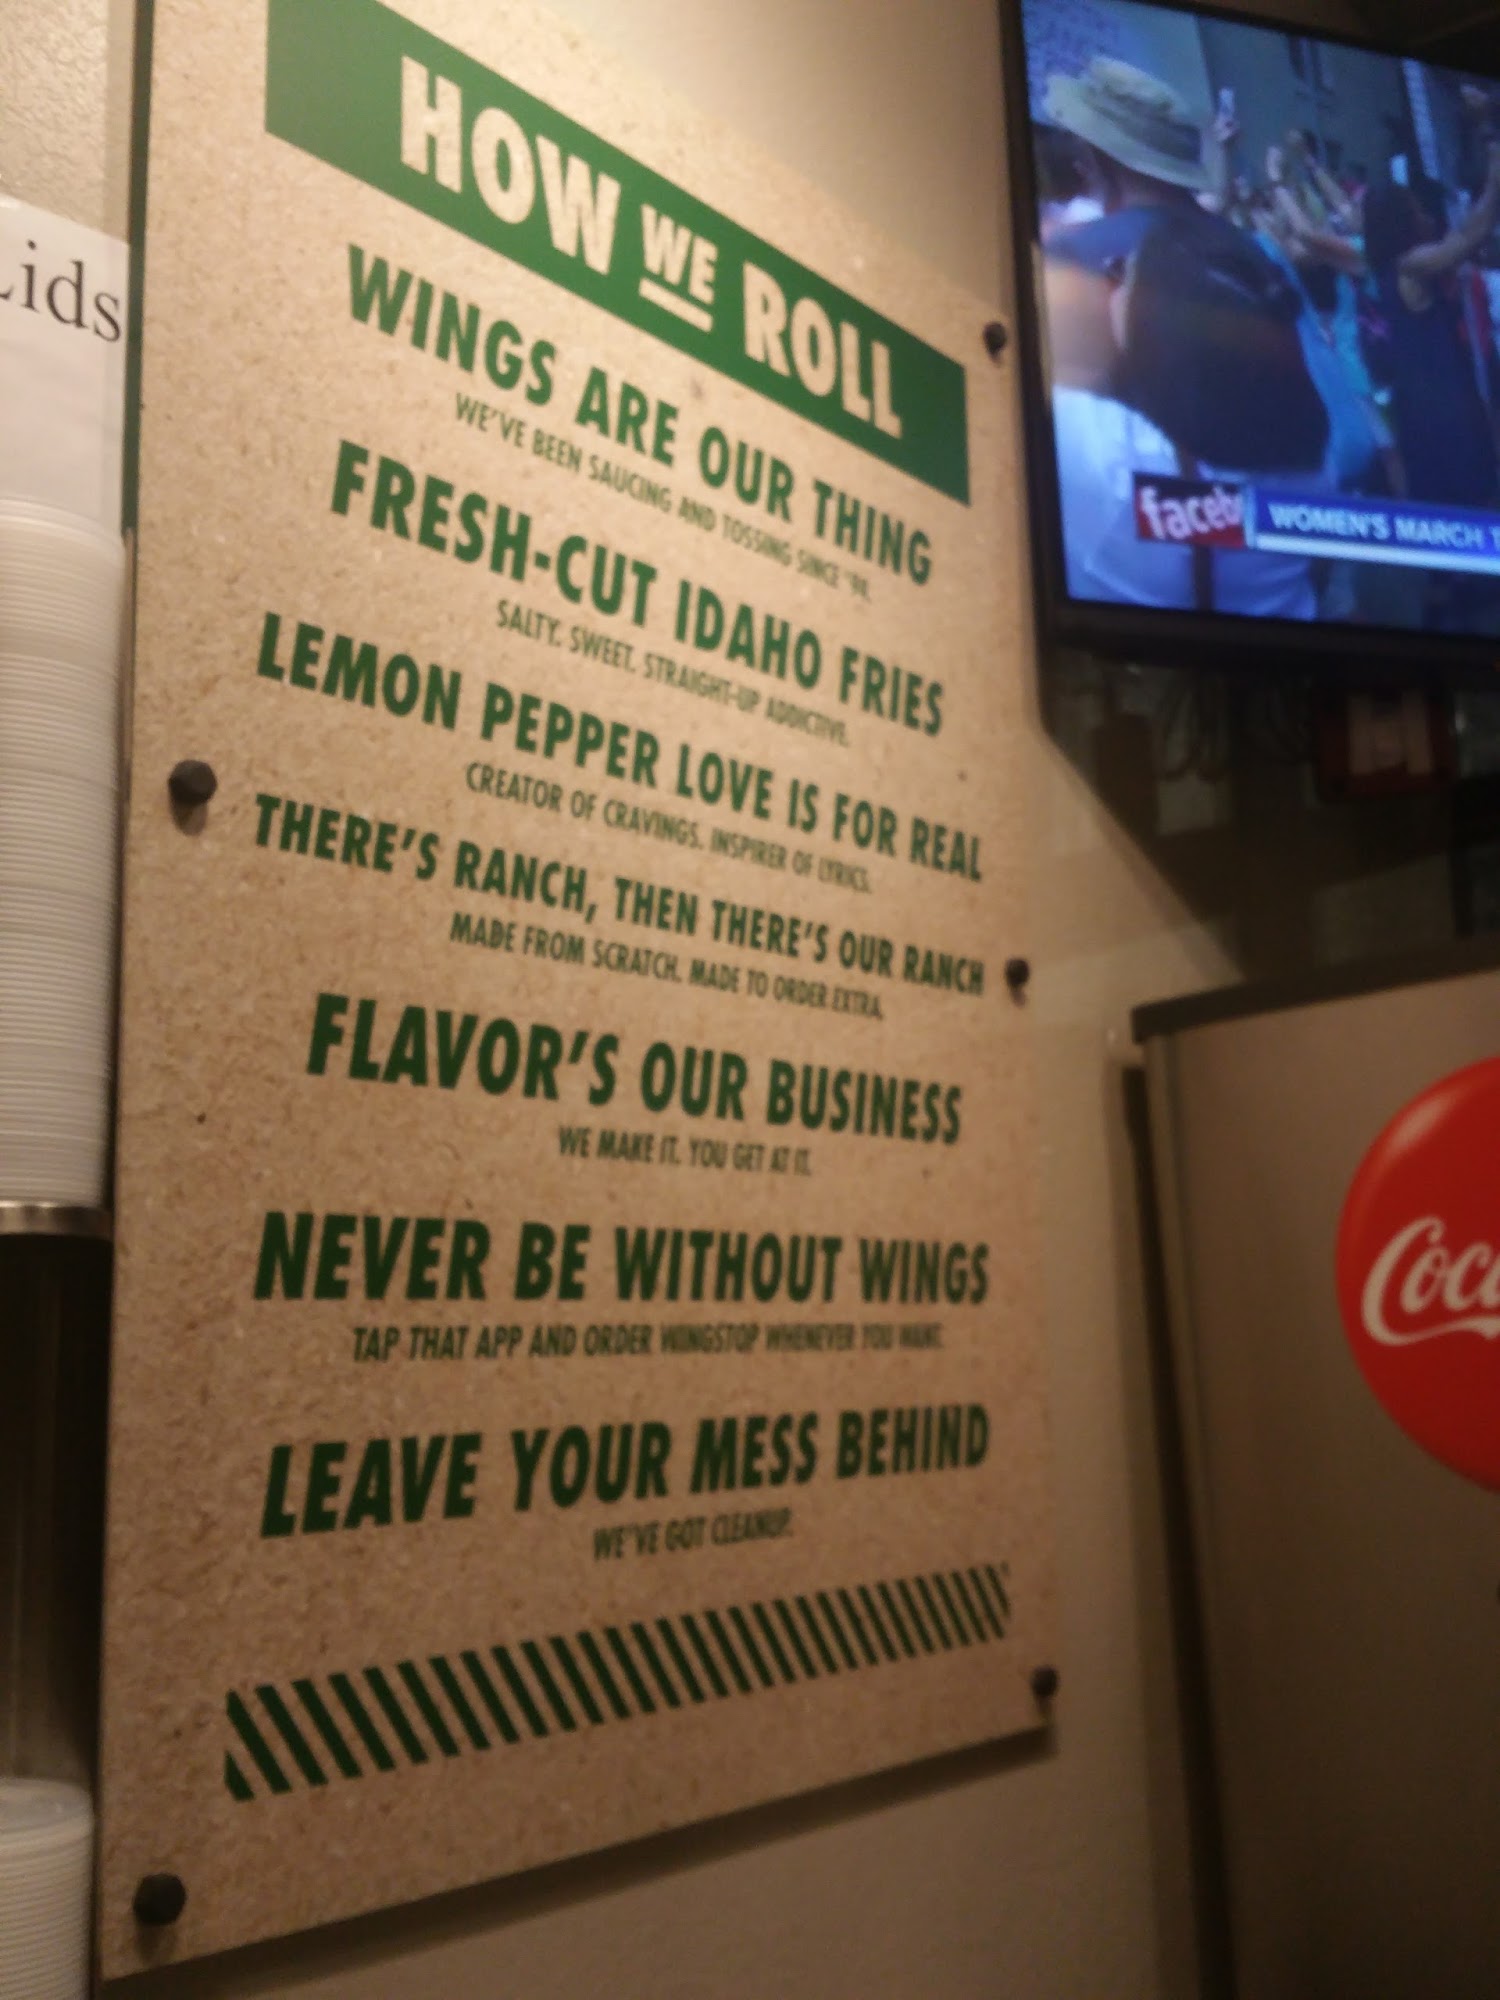 HOW WE ROLL
WINGS ARE OUR THING
WE'VE BEEN SAUCING AND TOSSING SINCE '94.
FRESH-CUT IDAHO FRIES
SALTY. SWEET. STRAIGHT-UP ADDICTIVE.
LEMON PEPPER LOVE IS FOR REAL
CREATOR OF CRAVINGS. INSPIRER OF LYRICS.
THERE'S RANCH, THEN THERE'S OUR RANCH
MADE FROM SCRATCH. MADE TO ORDER EXTRA.
FLAVOR'S OUR BUSINESS
WE MAKE IT. YOU GET AT IT.
NEVER BE WITHOUT WINGS
TAP THAT APP AND ORDER WINGSTOP WHENEVER YOU WANT.
LEAVE YOUR MESS BEHIND
WE'VE GOT CLEANUP.
Lids
faceb
WOMEN'S MARCH T
Coca